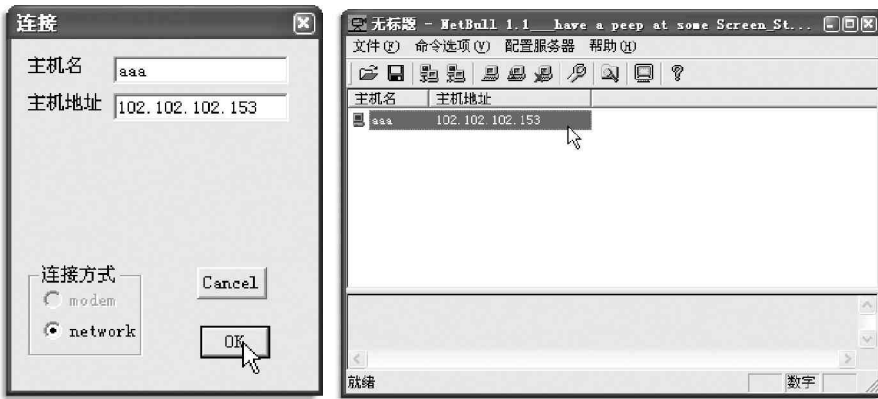 连接
主机名 aaa
主机地址 102.102.102.153
连接方式
modem
network
Cancel
OK
无标题 - NetBull 1.1 have a peep at some Screen_St...
文件(F) 命令选项(V) 配置服务器 帮助(H)
主机名 主机地址
aaa 102.102.102.153
就绪
数字